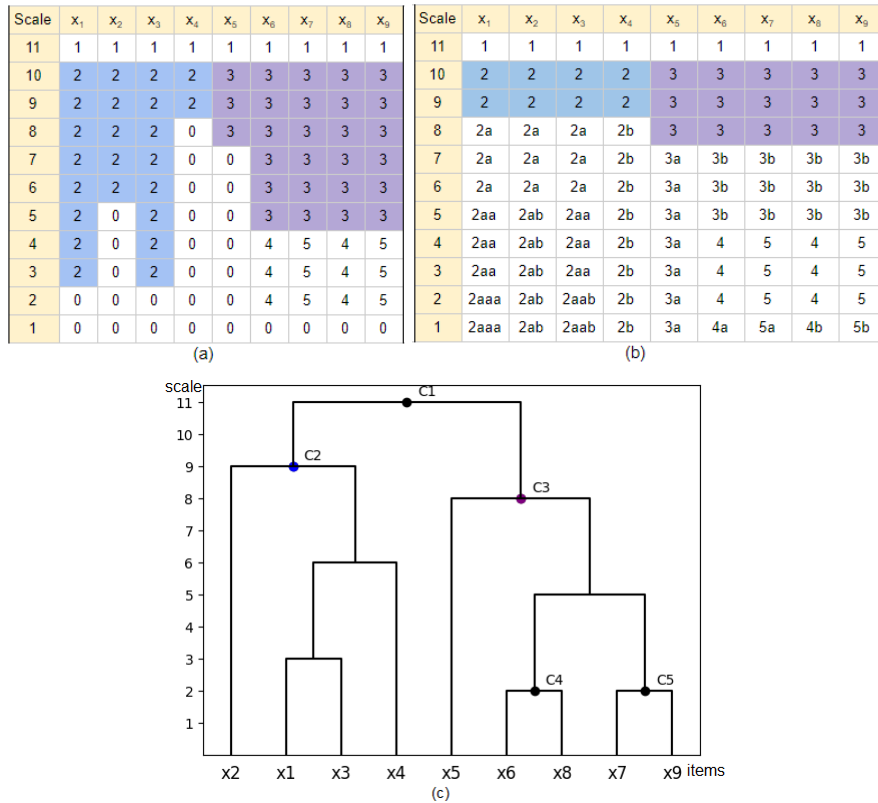 Scale x₁ x₂ x₃ x₄ x₅ x₆ x₇ x₈ x₉
11 1 1 1 1 1 1 1 1 1
10 2 2 2 2 3 3 3 3 3
9 2 2 2 2 3 3 3 3 3
8 2 2 2 0 3 3 3 3 3
7 2 2 2 0 0 3 3 3 3
6 2 2 2 0 0 3 3 3 3
5 2 0 2 0 0 3 3 3 3
4 2 0 2 0 0 4 5 4 5
3 2 0 2 0 0 4 5 4 5
2 0 0 0 0 0 4 5 4 5
1 0 0 0 0 0 0 0 0 0
(a)
Scale x₁ x₂ x₃ x₄ x₅ x₆ x₇ x₈ x₉
11 1 1 1 1 1 1 1 1 1
10 2 2 2 2 3 3 3 3 3
9 2 2 2 2 3 3 3 3 3
8 2a 2a 2a 2b 3 3 3 3 3
7 2a 2a 2a 2b 3a 3b 3b 3b 3b
6 2a 2a 2a 2b 3a 3b 3b 3b 3b
5 2aa 2ab 2aa 2b 3a 3b 3b 3b 3b
4 2aa 2ab 2aa 2b 3a 4 5 4 5
3 2aa 2ab 2aa 2b 3a 4 5 4 5
2 2aaa 2ab 2aab 2b 3a 4 5 4 5
1 2aaa 2ab 2aab 2b 3a 4a 5a 4b 5b
(b)
scale
C1
11
10
C2
9
C3
8
7
6
5
4
3
C4 C5
2
1
x2 x1 x3 x4 x5 x6 x8 x7 x9 items
(c)